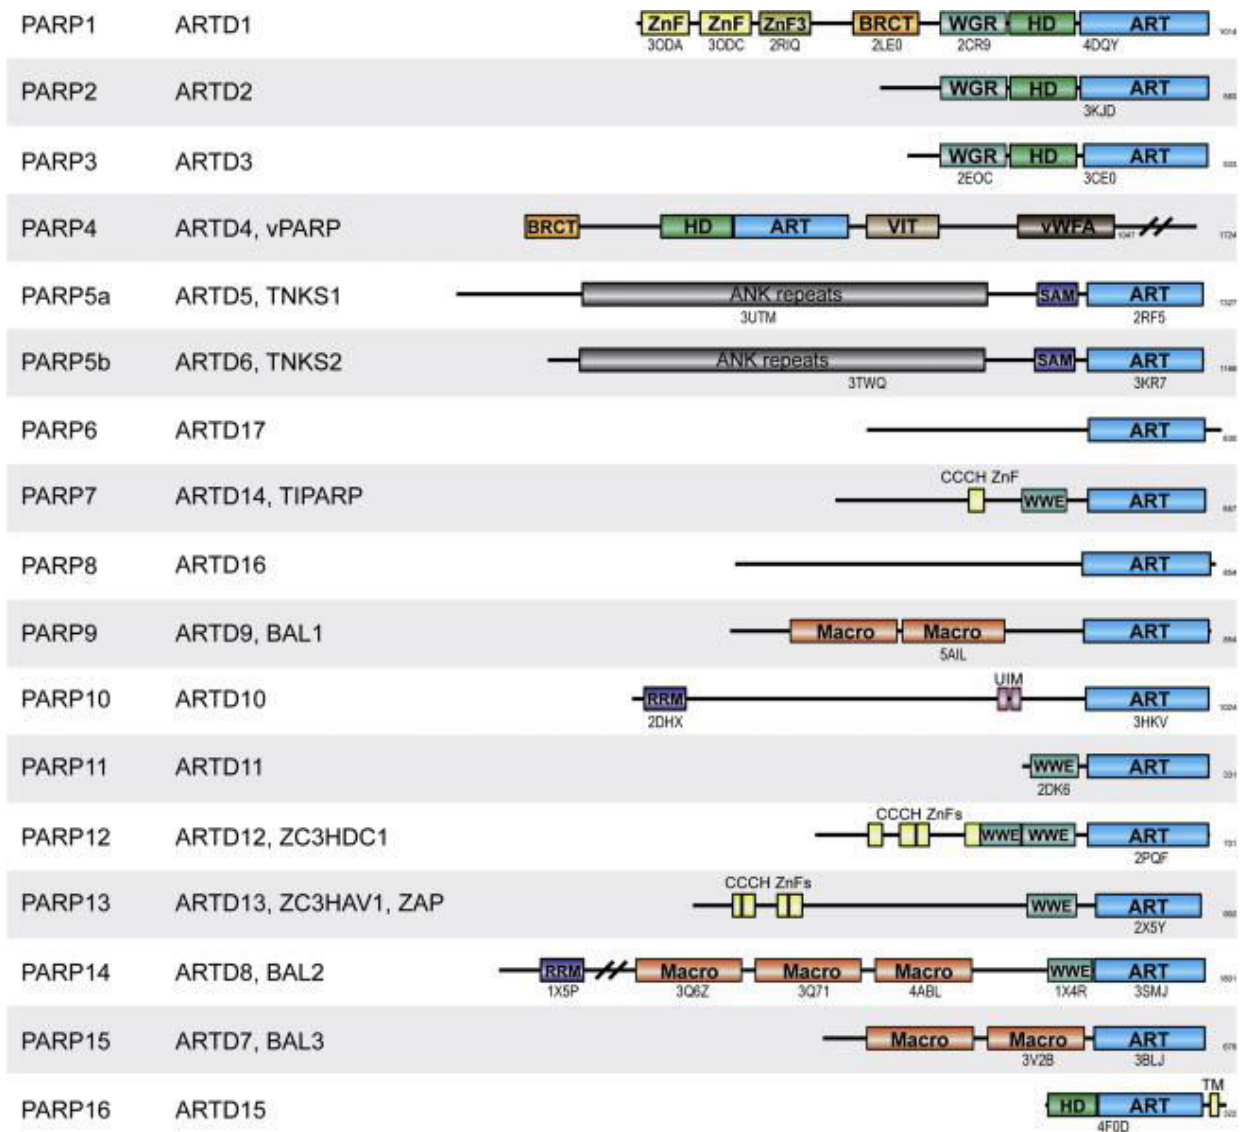 PARP1 ARTD1 ZnF ZnF ZnF3 BRCT WGR HD ART 1014
3ODA 3ODC 2RIQ 2LE0 2CR9 4DQY
PARP2 ARTD2 WGR HD ART
3KJD
PARP3 ARTD3 WGR HD ART
2EOC 3CE0
PARP4 ARTD4, vPARP BRCT HD ART VIT vWFA 1047 1724
PARP5a ARTD5, TNKS1 ANK repeats SAM ART 1327
3UTM 2RF5
PARP5b ARTD6, TNKS2 ANK repeats SAM ART
3TWQ 3KR7
PARP6 ARTD17 ART
CCCH ZnF
PARP7 ARTD14, TIPARP WWE ART
PARP8 ARTD16 ART
PARP9 ARTD9, BAL1 Macro Macro ART
5AIL
UIM
PARP10 ARTD10 RRM ART
2DHX 3HKV
PARP11 ARTD11 WWE ART
2DK6
CCCH ZnFs
PARP12 ARTD12, ZC3HDC1 WWE WWE ART
2PQF
CCCH ZnFs
PARP13 ARTD13, ZC3HAV1, ZAP WWE ART
2X5Y
PARP14 ARTD8, BAL2 RRM Macro Macro Macro WWE ART
1X5P 3Q6Z 3Q71 4ABL 1X4R 3SMJ
PARP15 ARTD7, BAL3 Macro Macro ART
3V2B 3BLJ
TM
PARP16 ARTD15 HD ART
4F0D